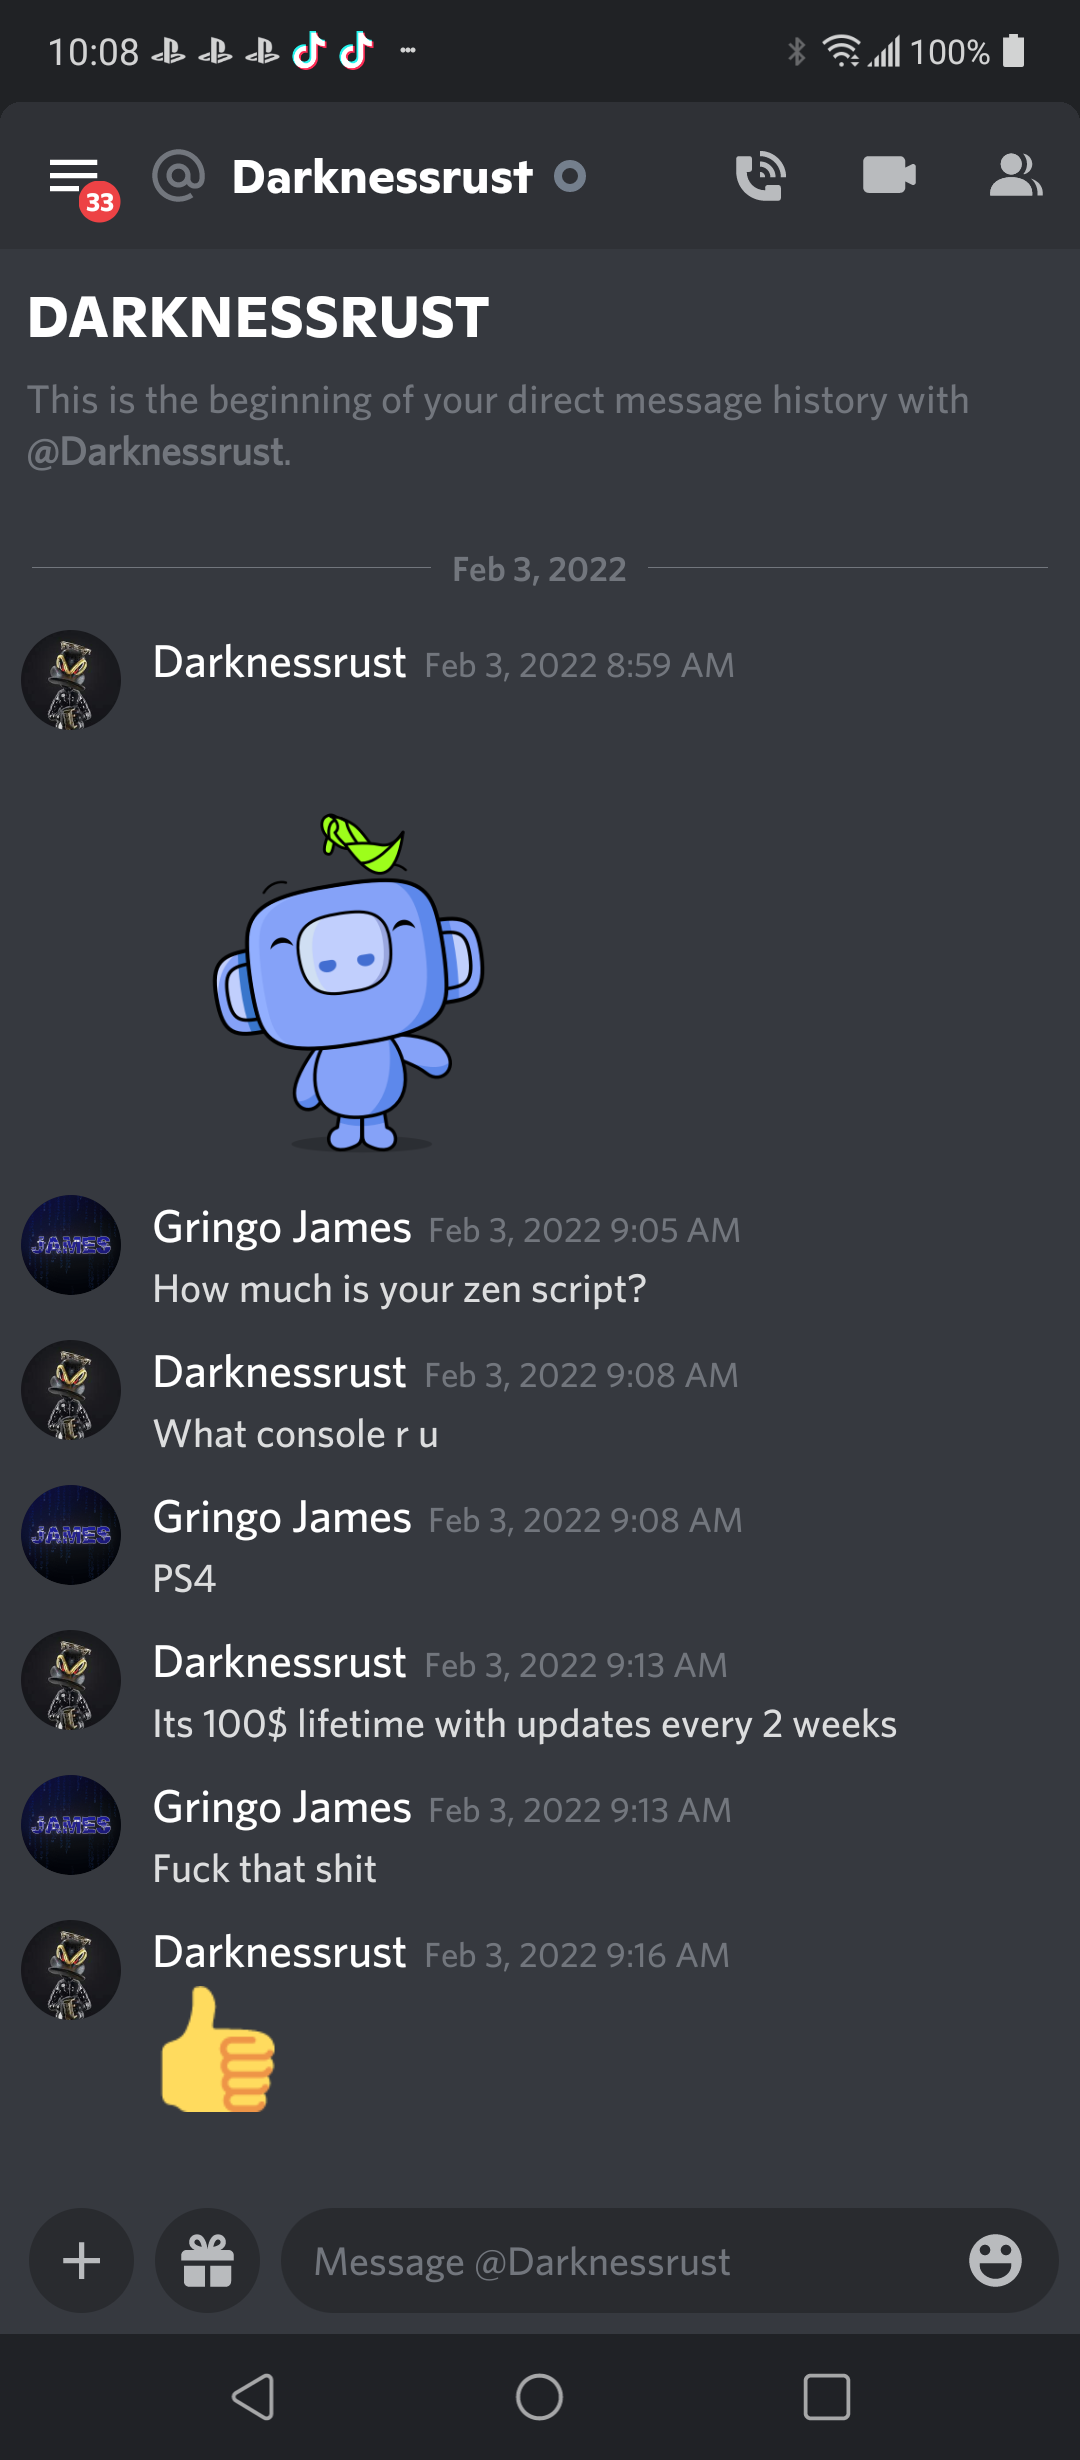 10:08 100%
33 @ Darknessrust
DARKNESSRUST
This is the beginning of your direct message history with
@Darknessrust.
Feb 3, 2022
Darknessrust Feb 3, 2022 8:59 AM
JAMES
Gringo James Feb 3, 2022 9:05 AM
How much is your zen script?
Darknessrust Feb 3, 2022 9:08 AM
What console r u
JAMES
Gringo James Feb 3, 2022 9:08 AM
PS4
Darknessrust Feb 3, 2022 9:13 AM
Its 100$ lifetime with updates every 2 weeks
JAMES
Gringo James Feb 3, 2022 9:13 AM
Fuck that shit
Darknessrust Feb 3, 2022 9:16 AM
Message @Darknessrust